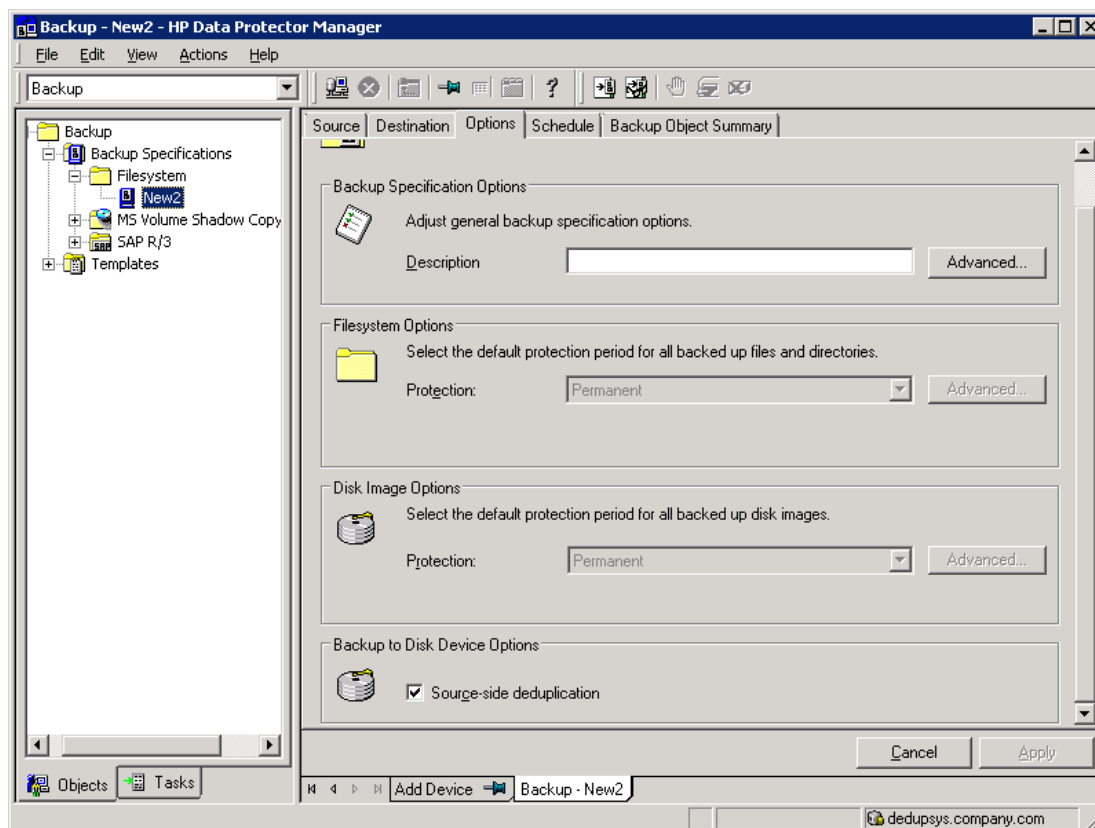 Backup - New2 - HP Data Protector Manager
File Edit View Actions Help
Backup
Source Destination Options Schedule Backup Object Summary
Backup
Backup Specifications
Filesystem
New2
MS Volume Shadow Copy
SAP R/3
Templates
Backup Specification Options
Adjust general backup specification options.
Description
Advanced...
Filesystem Options
Select the default protection period for all backed up files and directories.
Protection: Permanent Advanced...
Disk Image Options
Select the default protection period for all backed up disk images.
Protection: Permanent Advanced...
Backup to Disk Device Options
Source-side deduplication
Cancel Apply
Objects Tasks
Add Device Backup - New2
dedupsys.company.com